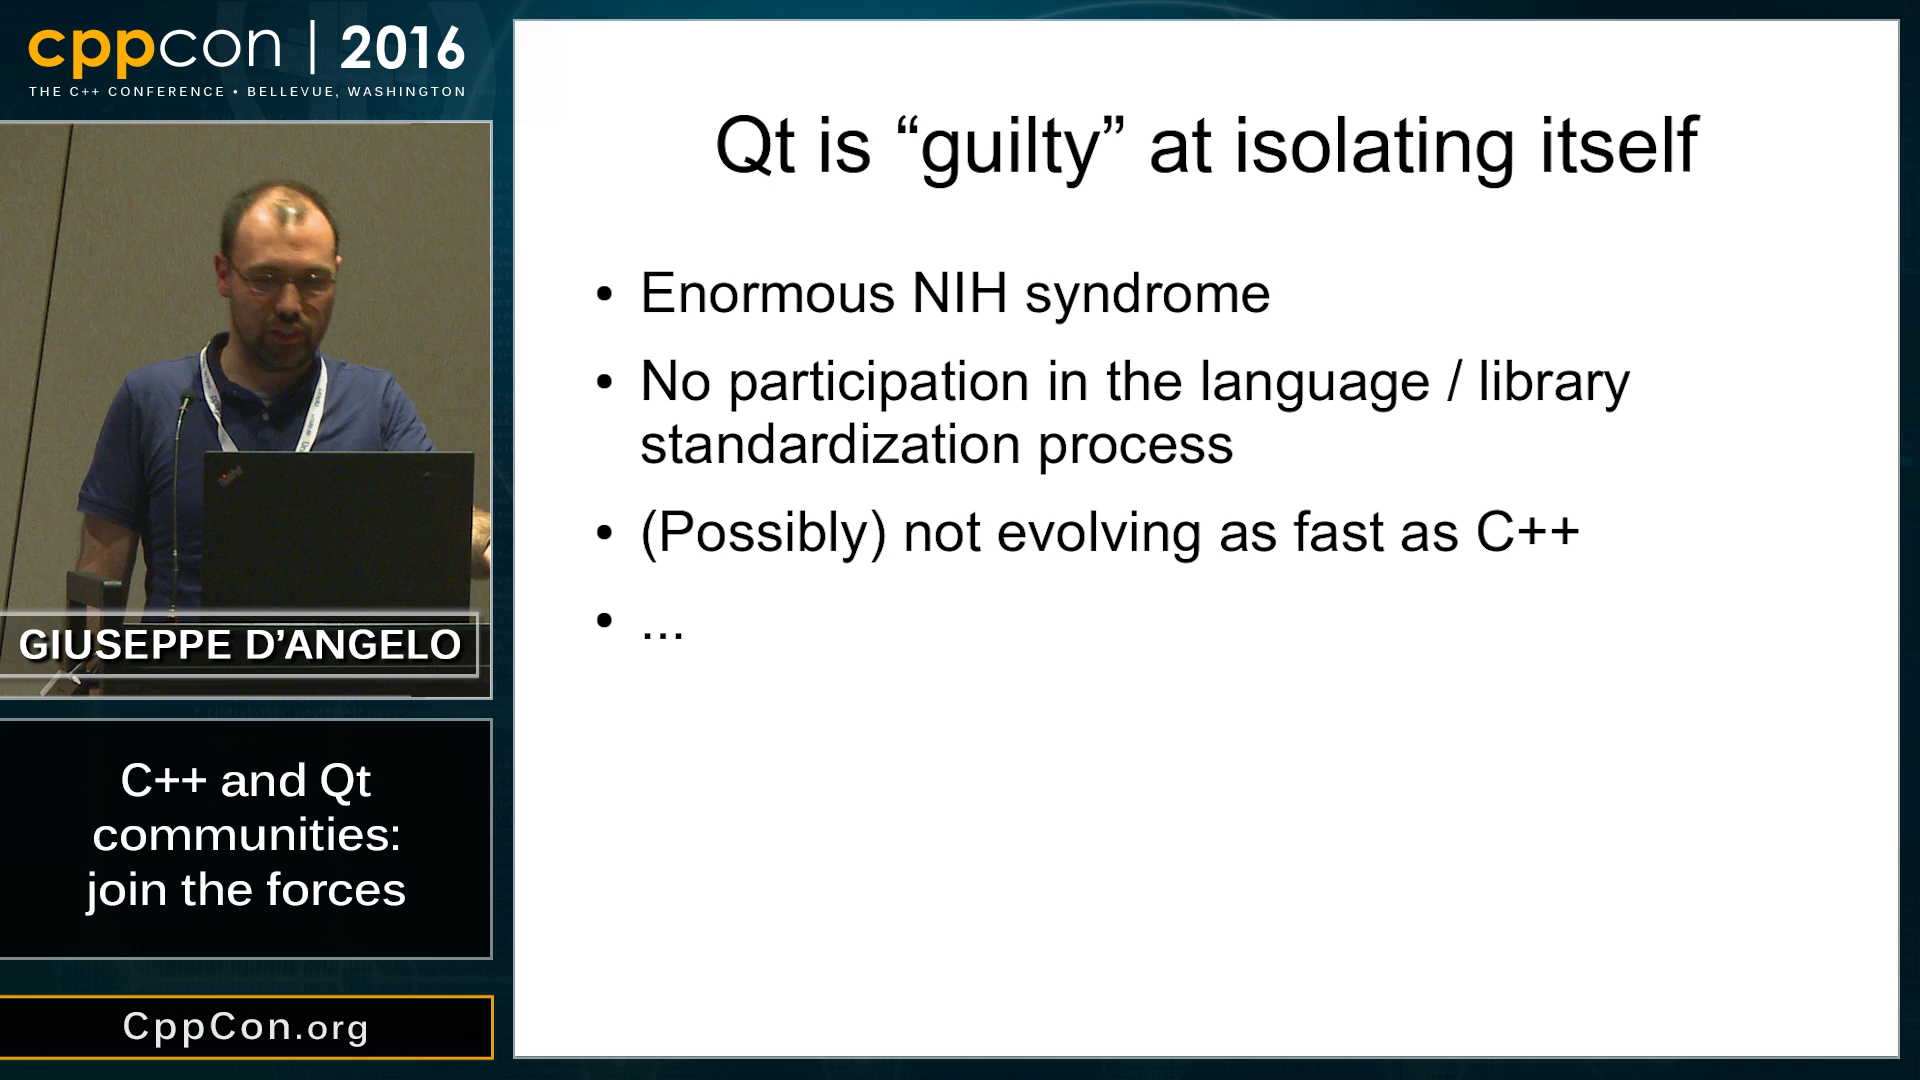 cppcon | 2016
THE C++ CONFERENCE • BELLEVUE, WASHINGTON
GIUSEPPE D’ANGELO
C++ and Qt
communities:
join the forces
CppCon.org
Qt is “guilty” at isolating itself
• Enormous NIH syndrome
• No participation in the language / library
standardization process
• (Possibly) not evolving as fast as C++
• ...